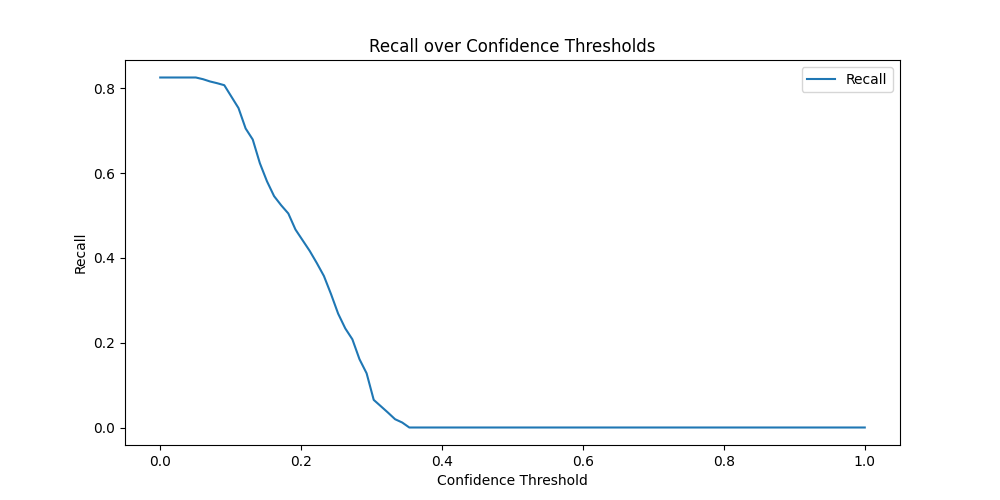 Recall over Confidence Thresholds
Recall
0.8
0.6
0.4
0.2
0.0
Recall
0.0 0.2 0.4 0.6 0.8 1.0
Confidence Threshold